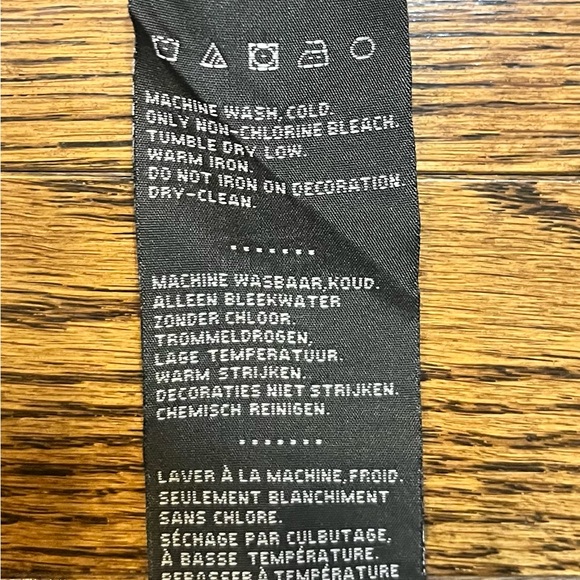 MACHINE WASH, COLD.
ONLY NON-CHLORINE BLEACH.
TUMBLE DRY LOW.
WARM IRON.
DO NOT IRON ON DECORATION.
DRY-CLEAN.
.......
MACHINE WASBAAR,KOUD.
ALLEEN BLEEKWATER
ZONDER CHLOOR.
TROMMELDROGEN,
LAGE TEMPERATUUR.
WARM STRIJKEN.
DECORATIES NIET STRIJKEN.
CHEMISCH REINIGEN.
.......
LAVER À LA MACHINE,FROID.
SEULEMENT BLANCHIMENT
SANS CHLORE.
SÉCHAGE PAR CULBUTAGE,
À BASSE TEMPÉRATURE.
REPASSER À TEMPÉRATURE